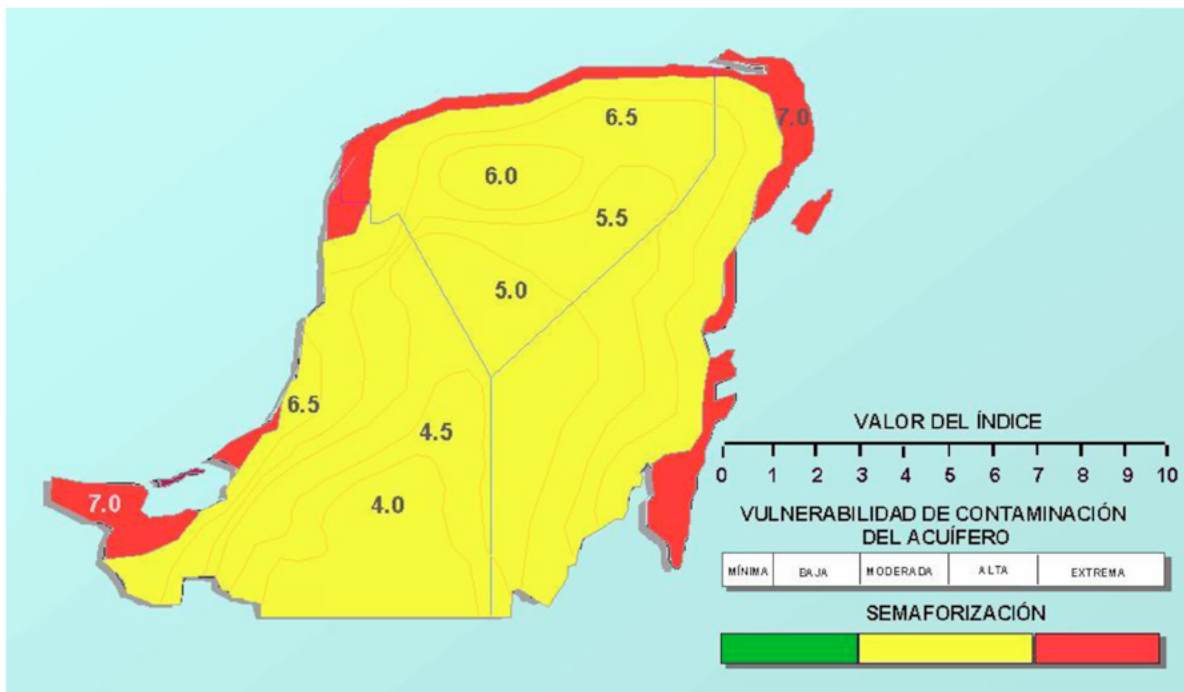 6.5
7.0
6.0
5.5
5.0
6.5
4.5
7.0
4.0
VALOR DEL ÍNDICE
0 1 2 3 4 5 6 7 8 9 10
VULNERABILIDAD DE CONTAMINACIÓN
DEL ACUÍFERO
MÍNIMA BAJA MODERADA ALTA EXTREMA
SEMAFORIZACIÓN